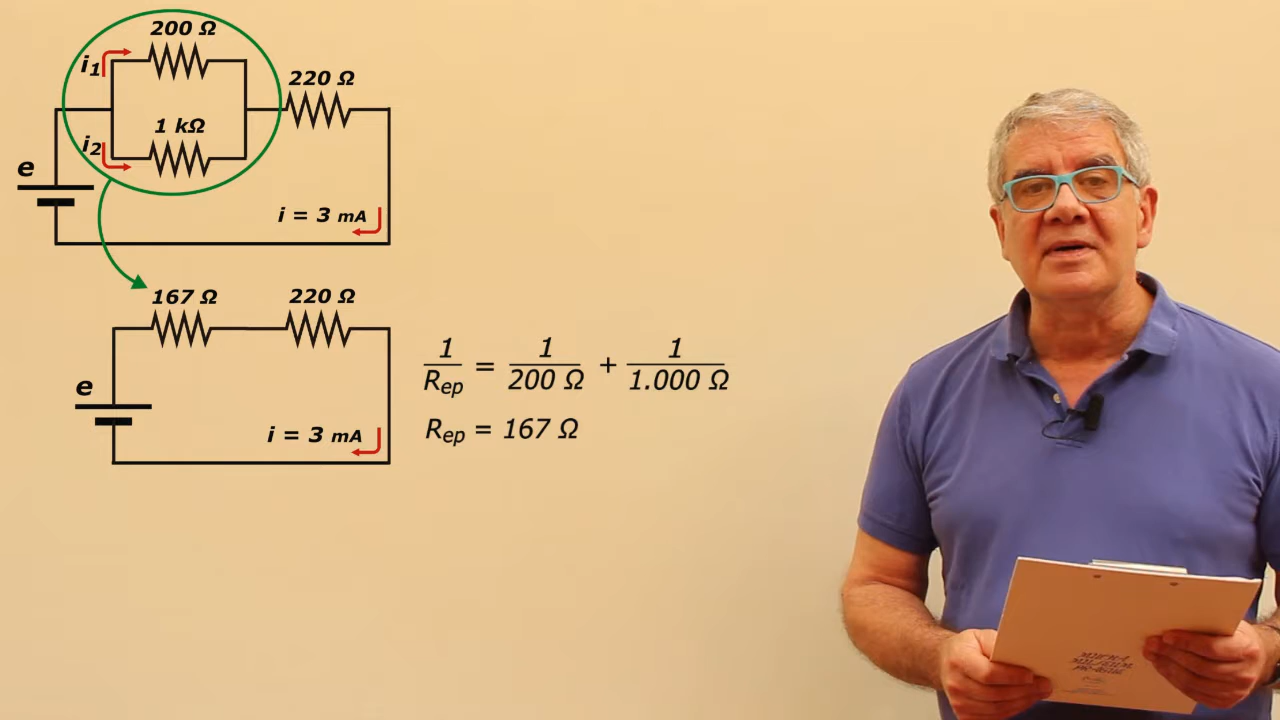 200 Ω
i₁
220 Ω
1 kΩ
i₂
e
i = 3 mA
167 Ω
220 Ω
e
i = 3 mA
1/Rₑₚ = 1/200 Ω + 1/1.000 Ω
Rₑₚ = 167 Ω